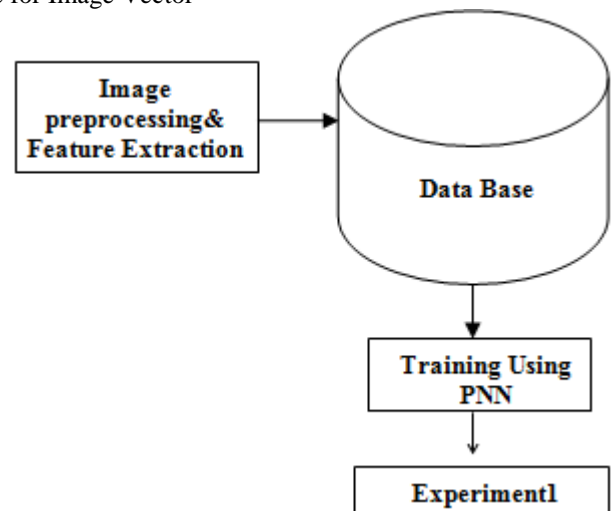 for Image Vector
Image
preprocessing&
Feature Extraction
Data Base
Training Using
PNN
Experiment1